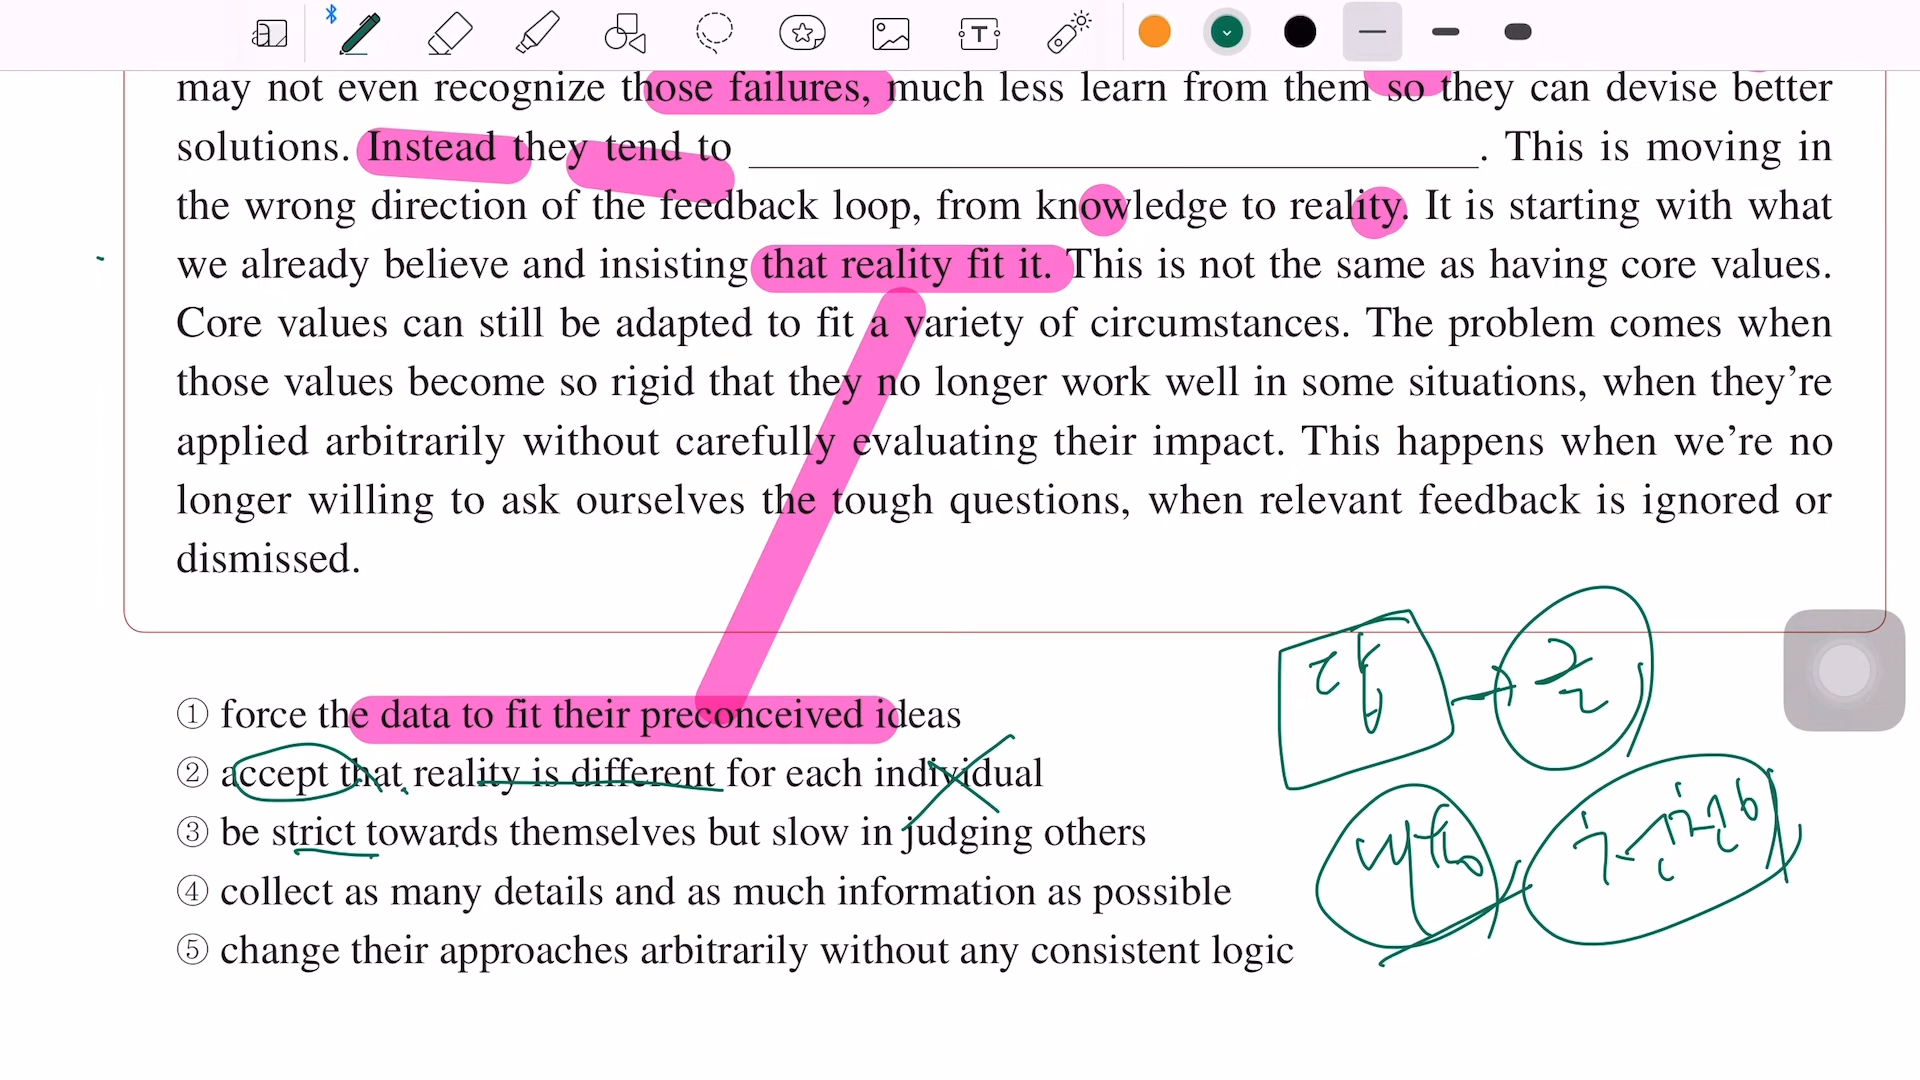 may not even recognize those failures, much less learn from them so they can devise better
solutions. Instead they tend to ________________. This is moving in
the wrong direction of the feedback loop, from knowledge to reality. It is starting with what
we already believe and insisting that reality fit it. This is not the same as having core values.
Core values can still be adapted to fit a variety of circumstances. The problem comes when
those values become so rigid that they no longer work well in some situations, when they’re
applied arbitrarily without carefully evaluating their impact. This happens when we’re no
longer willing to ask ourselves the tough questions, when relevant feedback is ignored or
dismissed.
① force the data to fit their preconceived ideas
② accept that reality is different for each individual
③ be strict towards themselves but slow in judging others
④ collect as many details and as much information as possible
⑤ change their approaches arbitrarily without any consistent logic